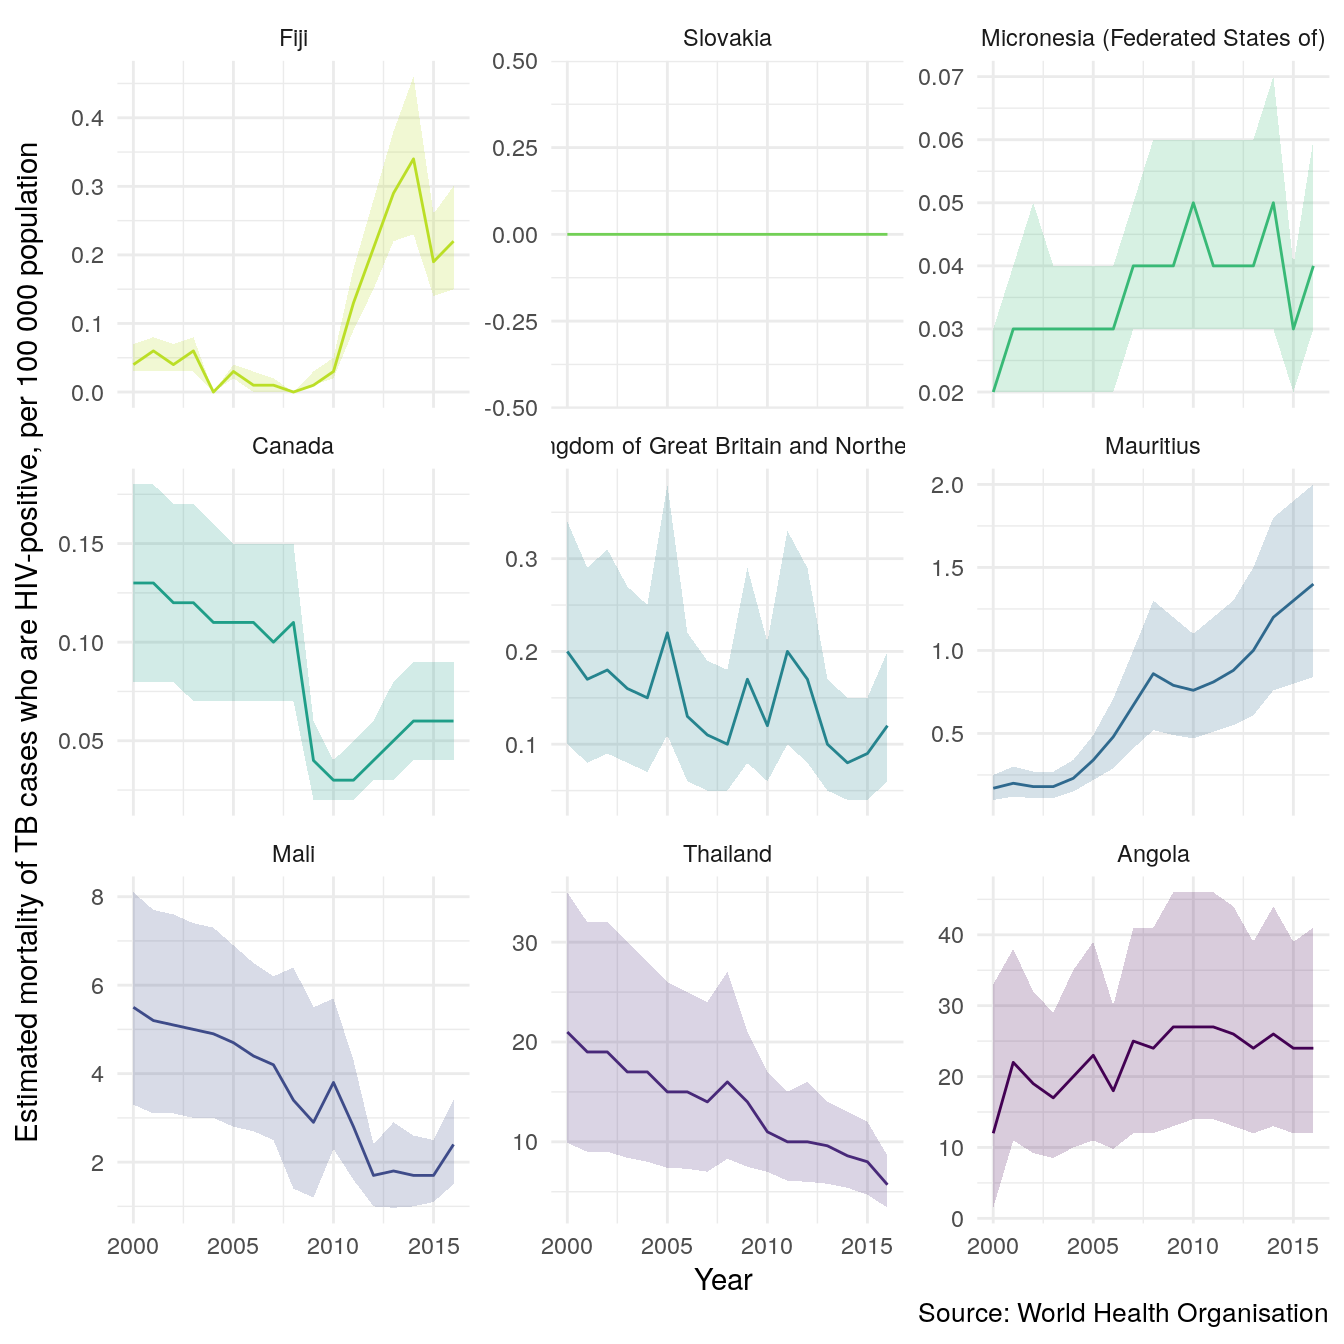 Estimated mortality of TB cases who are HIV-positive, per 100 000 population
Fiji
0.4
0.3
0.2
0.1
0.0
Slovakia
0.50
0.25
0.00
-0.25
-0.50
Micronesia (Federated States of)
0.07
0.06
0.05
0.04
0.03
0.02
Canada
0.15
0.10
0.05
ngdom of Great Britain and Northe
0.3
0.2
0.1
Mauritius
2.0
1.5
1.0
0.5
Mali
8
6
4
2
2000 2005 2010 2015
Thailand
30
20
10
2000 2005 2010 2015
Angola
40
30
20
10
0
2000 2005 2010 2015
Year
Source: World Health Organisation